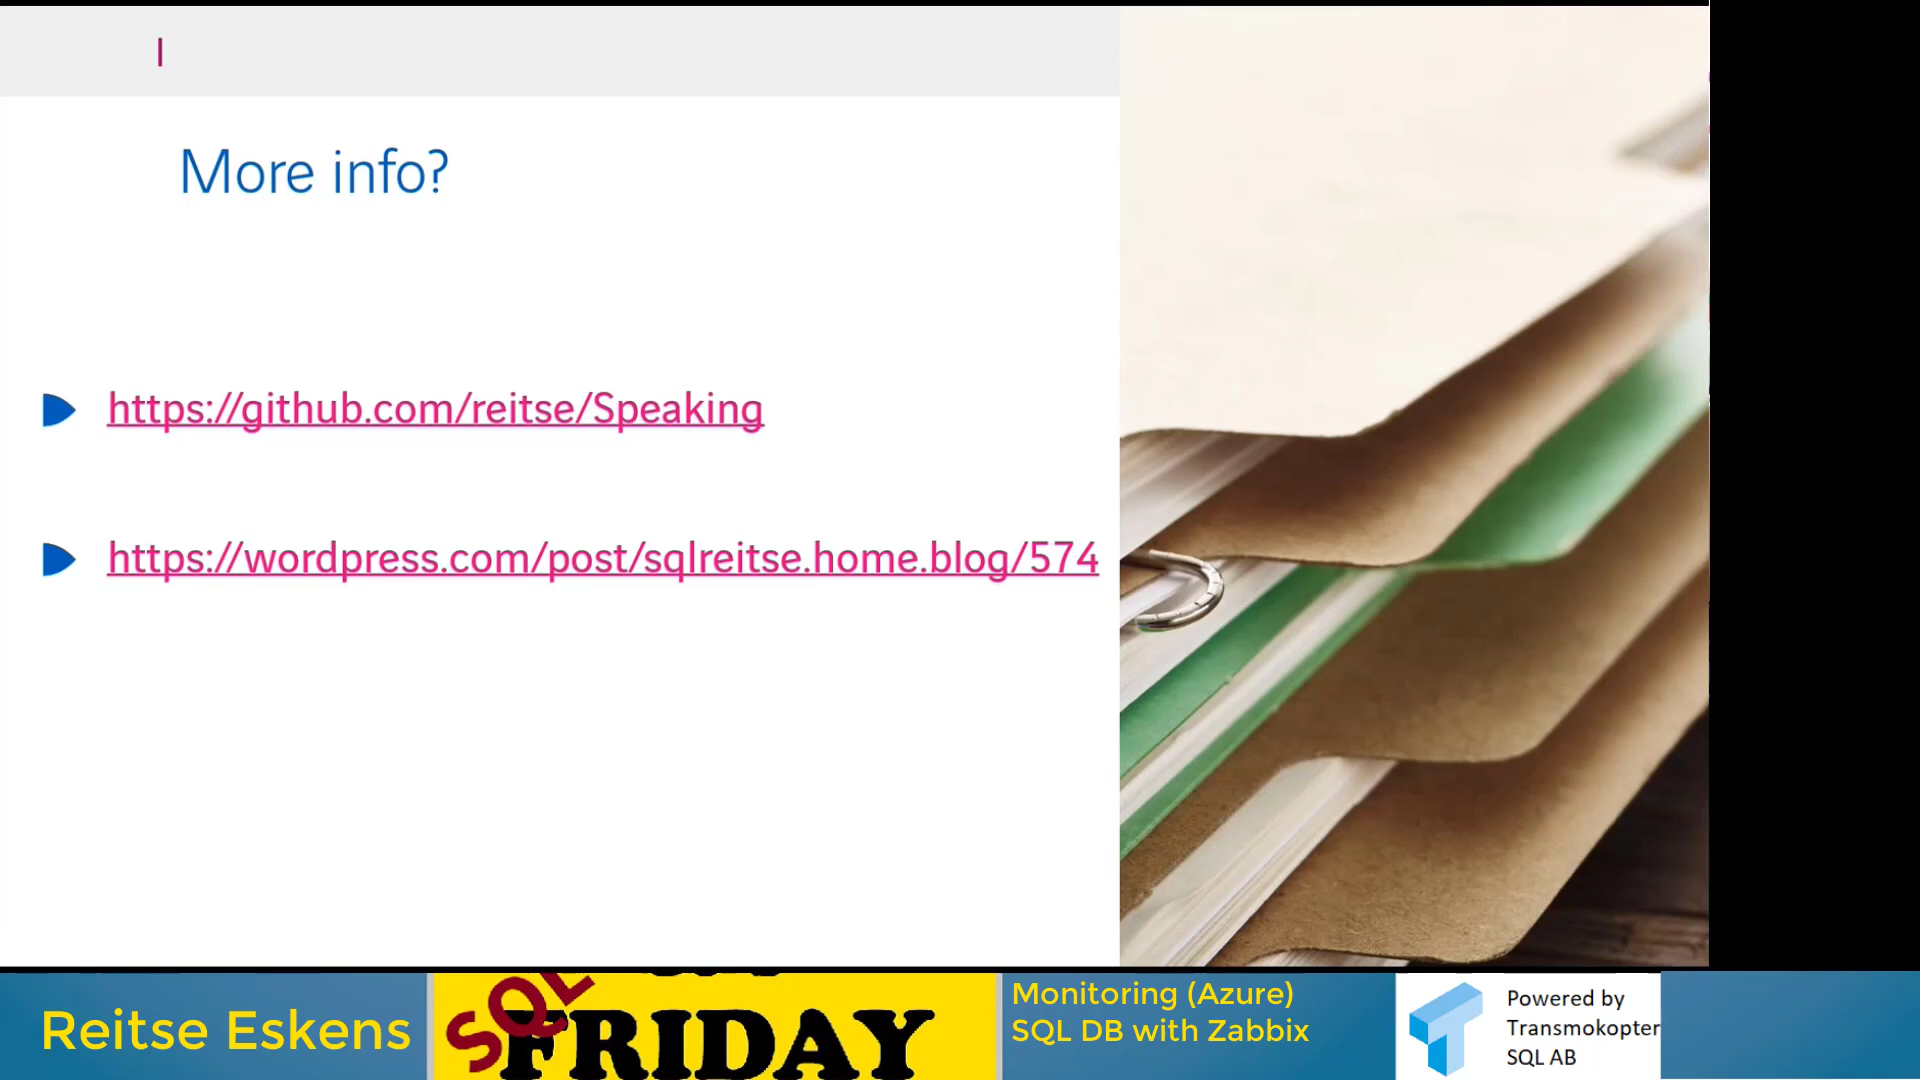 More info?
https://github.com/reitse/Speaking
https://wordpress.com/post/sqlreitse.home.blog/574
Reitse Eskens
SQL
FRIDAY
Monitoring (Azure)
SQL DB with Zabbix
Powered by
Transmokopter
SQL AB